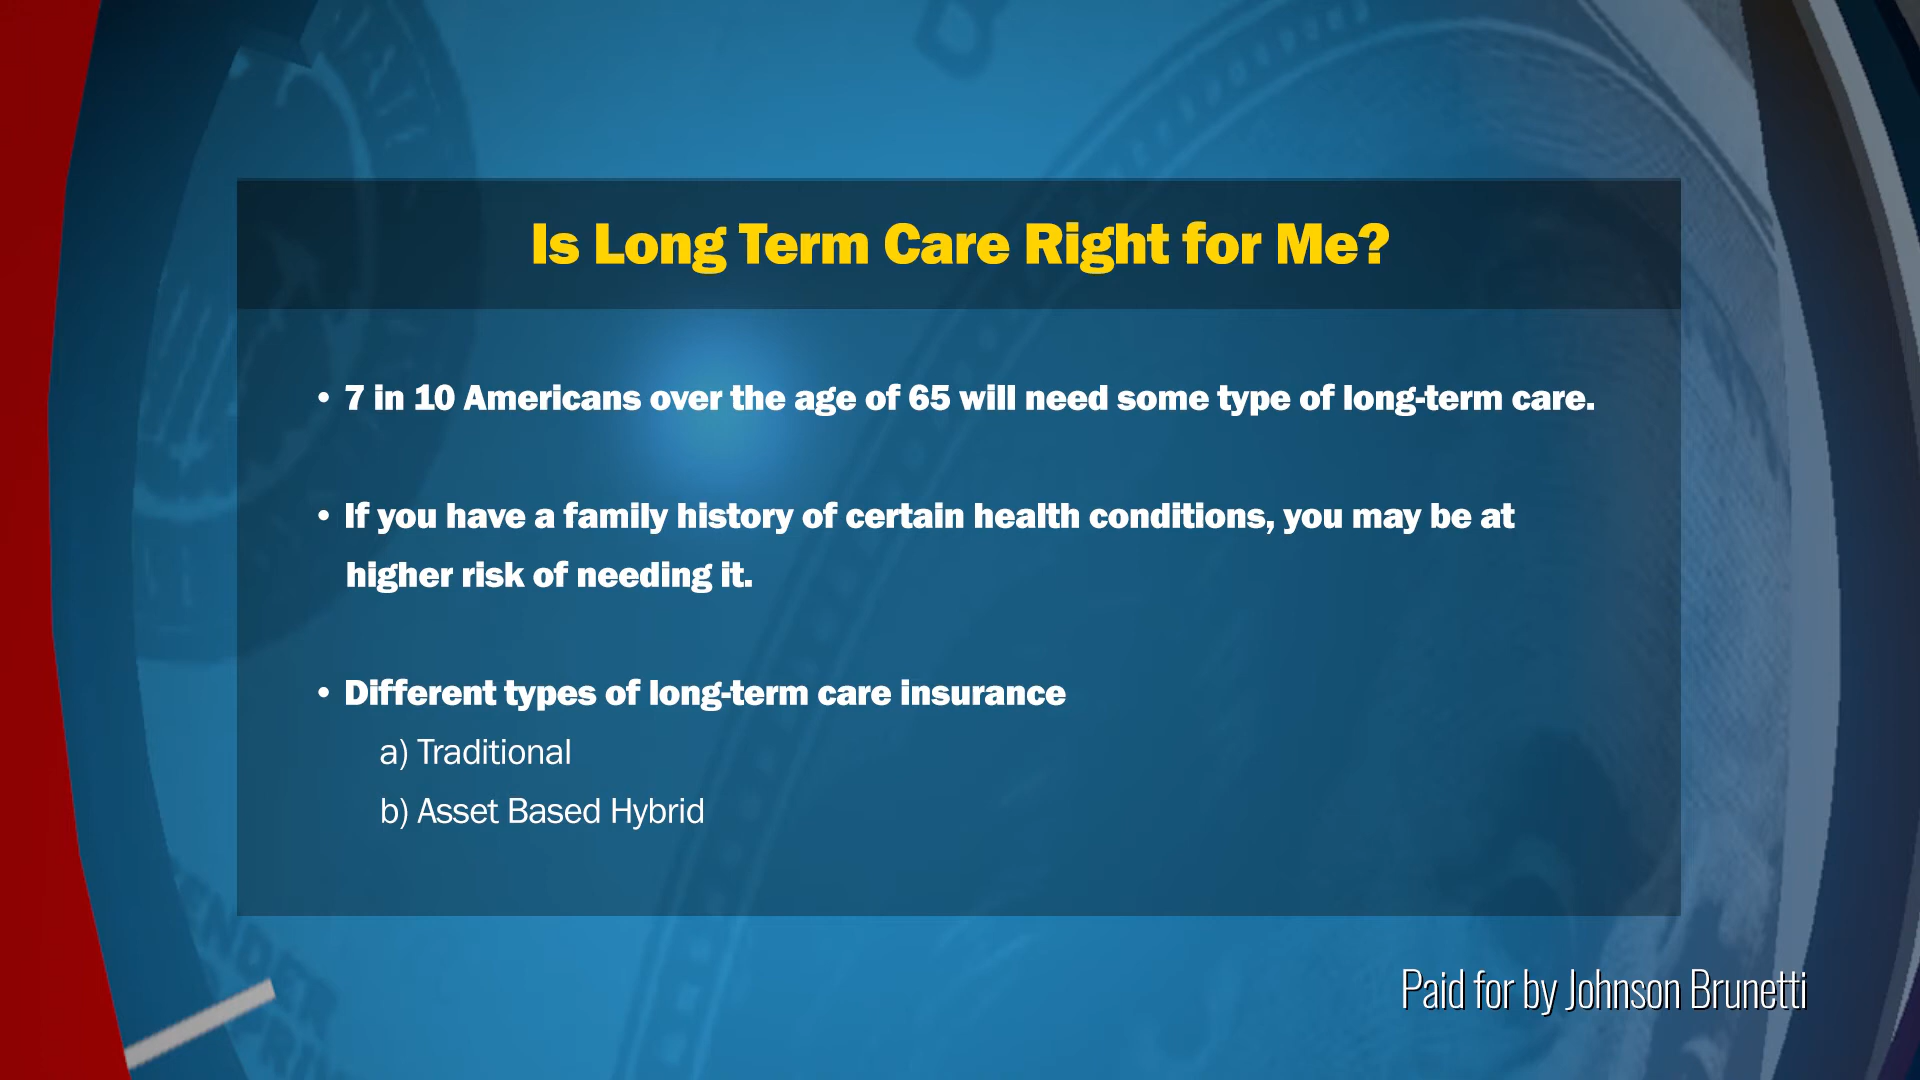 Is Long Term Care Right for Me?
• 7 in 10 Americans over the age of 65 will need some type of long-term care.
• If you have a family history of certain health conditions, you may be at
higher risk of needing it.
• Different types of long-term care insurance
a) Traditional
b) Asset Based Hybrid
Paid for by Johnson Brunetti